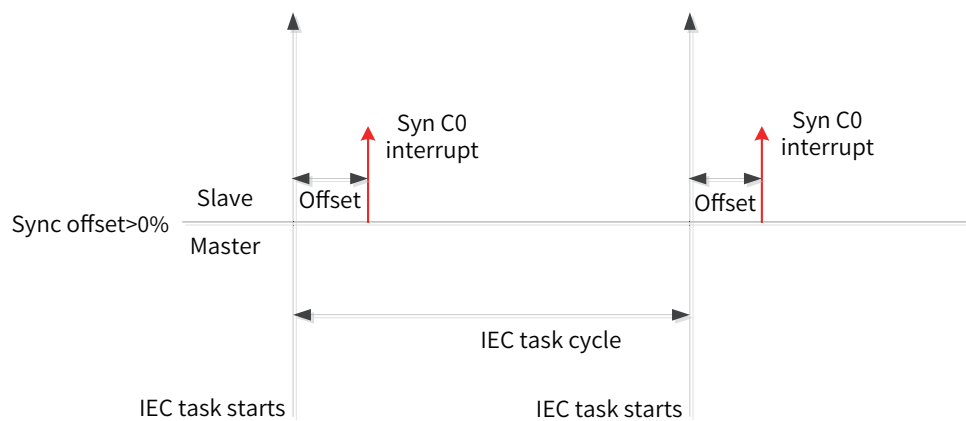 Syn C0
interrupt
Syn C0
interrupt
Slave
Offset
Offset
Sync offset>0%
Master
IEC task cycle
IEC task starts
IEC task starts